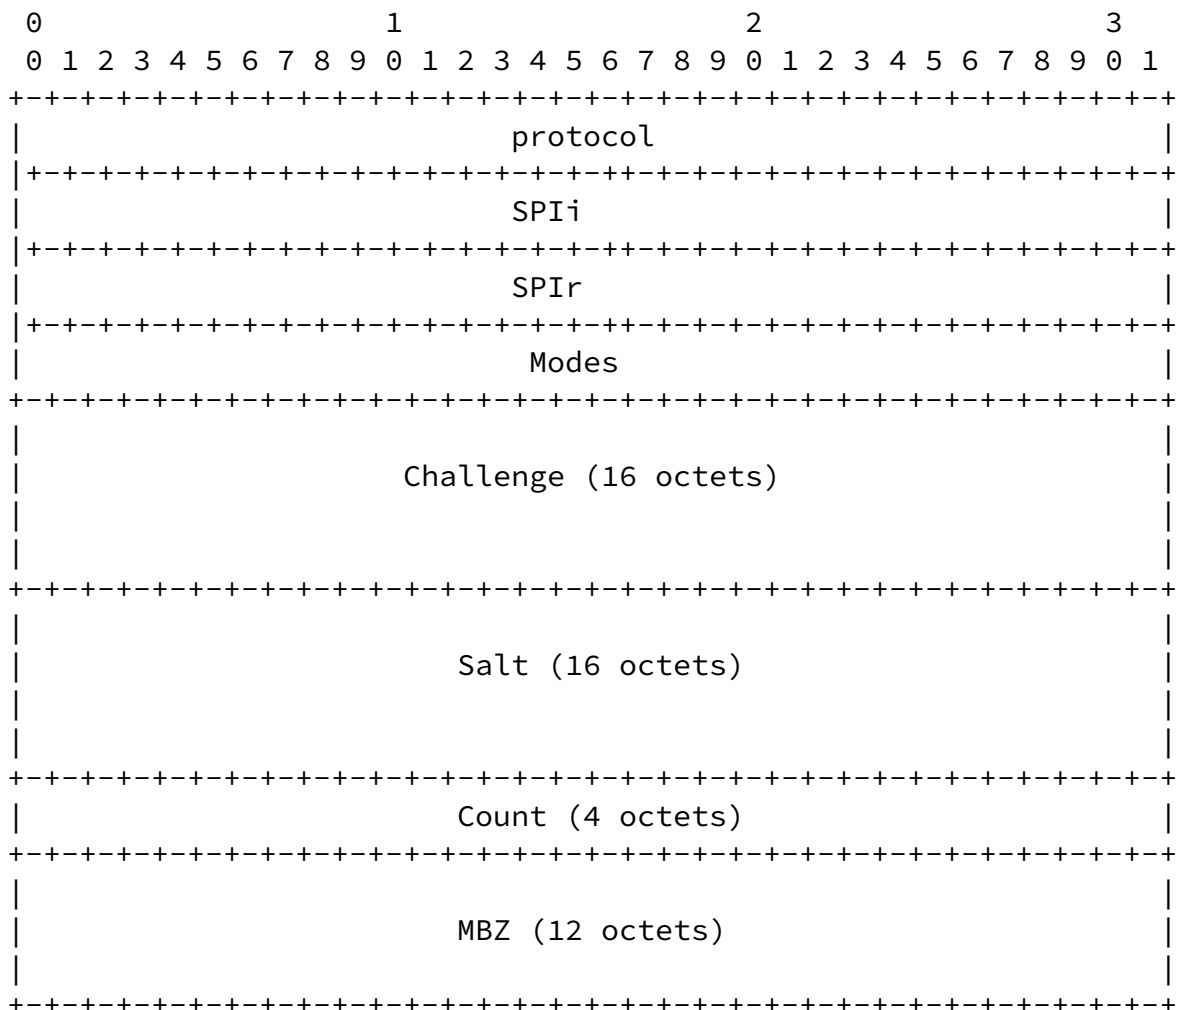 0                   1                   2                   3
 0 1 2 3 4 5 6 7 8 9 0 1 2 3 4 5 6 7 8 9 0 1 2 3 4 5 6 7 8 9 0 1
+-+-+-+-+-+-+-+-+-+-+-+-+-+-+-+-+-+-+-+-+-+-+-+-+-+-+-+-+-+-+-+-+
|                           protocol                            |
|+-+-+-+-+-+-+-+-+-+-+-+-+-+-+-+-++-+-+-+-+-+-+-+-+-+-+-+-+-+-+-+
|                           SPIi                                |
|+-+-+-+-+-+-+-+-+-+-+-+-+-+-+-+-++-+-+-+-+-+-+-+-+-+-+-+-+-+-+-+
|                           SPIr                                |
|+-+-+-+-+-+-+-+-+-+-+-+-+-+-+-+-++-+-+-+-+-+-+-+-+-+-+-+-+-+-+-+
|                            Modes                              |
+-+-+-+-+-+-+-+-+-+-+-+-+-+-+-+-+-+-+-+-+-+-+-+-+-+-+-+-+-+-+-+-+
|                                                               |
|                     Challenge (16 octets)                     |
|                                                               |
|                                                               |
+-+-+-+-+-+-+-+-+-+-+-+-+-+-+-+-+-+-+-+-+-+-+-+-+-+-+-+-+-+-+-+-+
|                                                               |
|                        Salt (16 octets)                       |
|                                                               |
|                                                               |
+-+-+-+-+-+-+-+-+-+-+-+-+-+-+-+-+-+-+-+-+-+-+-+-+-+-+-+-+-+-+-+-+
|                        Count (4 octets)                       |
+-+-+-+-+-+-+-+-+-+-+-+-+-+-+-+-+-+-+-+-+-+-+-+-+-+-+-+-+-+-+-+-+
|                                                               |
|                        MBZ (12 octets)                        |
|                                                               |
+-+-+-+-+-+-+-+-+-+-+-+-+-+-+-+-+-+-+-+-+-+-+-+-+-+-+-+-+-+-+-+-+